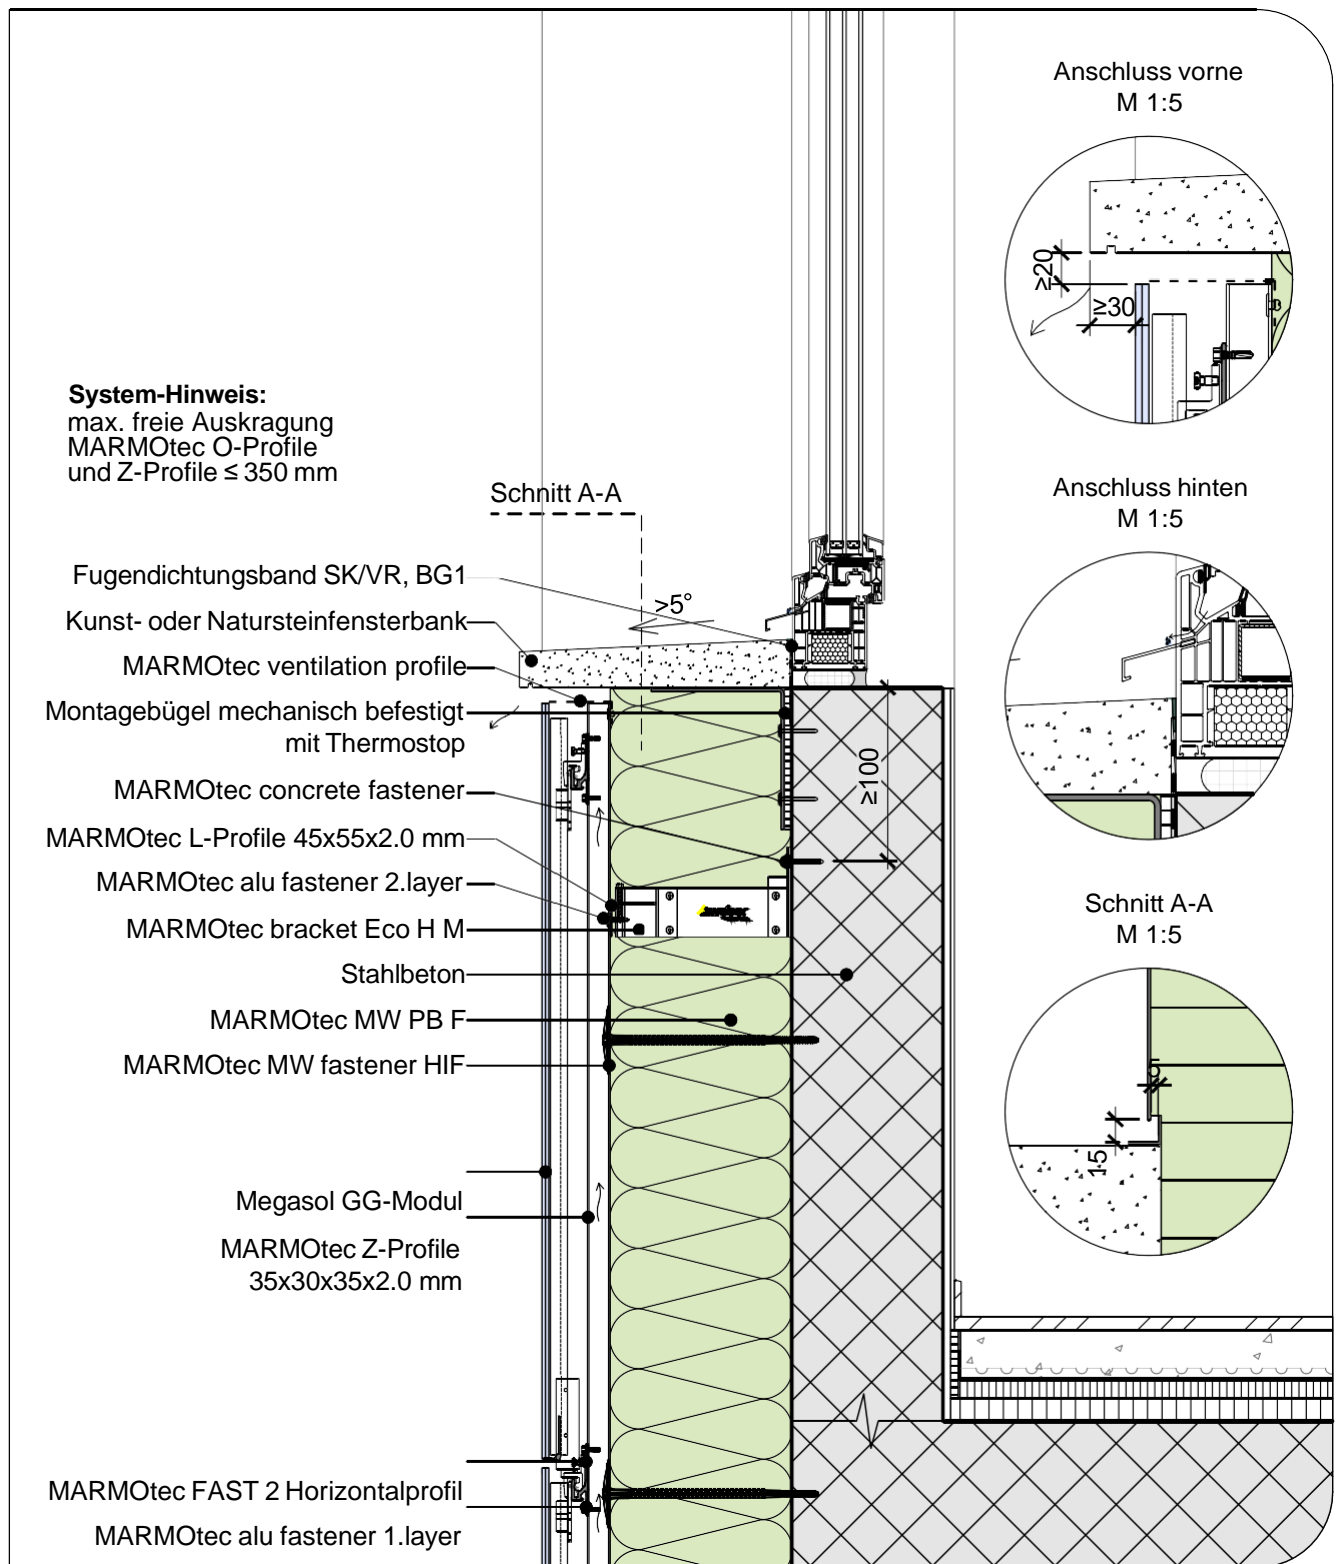 Anschluss vorne
M 1:5
≥20
≥30
System-Hinweis:
max. freie Auskragung
MARMOtec O-Profile
und Z-Profile ≤ 350 mm
Schnitt A-A
Anschluss hinten
M 1:5
Fugendichtungsband SK/VR, BG1
>5°
Kunst- oder Natursteinfensterbank
MARMOtec ventilation profile
Montagebügel mechanisch befestigt
mit Thermostop
≥100
MARMOtec concrete fastener
MARMOtec L-Profile 45x55x2.0 mm
MARMOtec alu fastener 2.layer
MARMOtec bracket Eco H M
Schnitt A-A
M 1:5
Stahlbeton
MARMOtec MW PB F
MARMOtec MW fastener HIF
15
Megasol GG-Modul
MARMOtec Z-Profile
35x30x35x2.0 mm
MARMOtec FAST 2 Horizontalprofil
MARMOtec alu fastener 1.layer